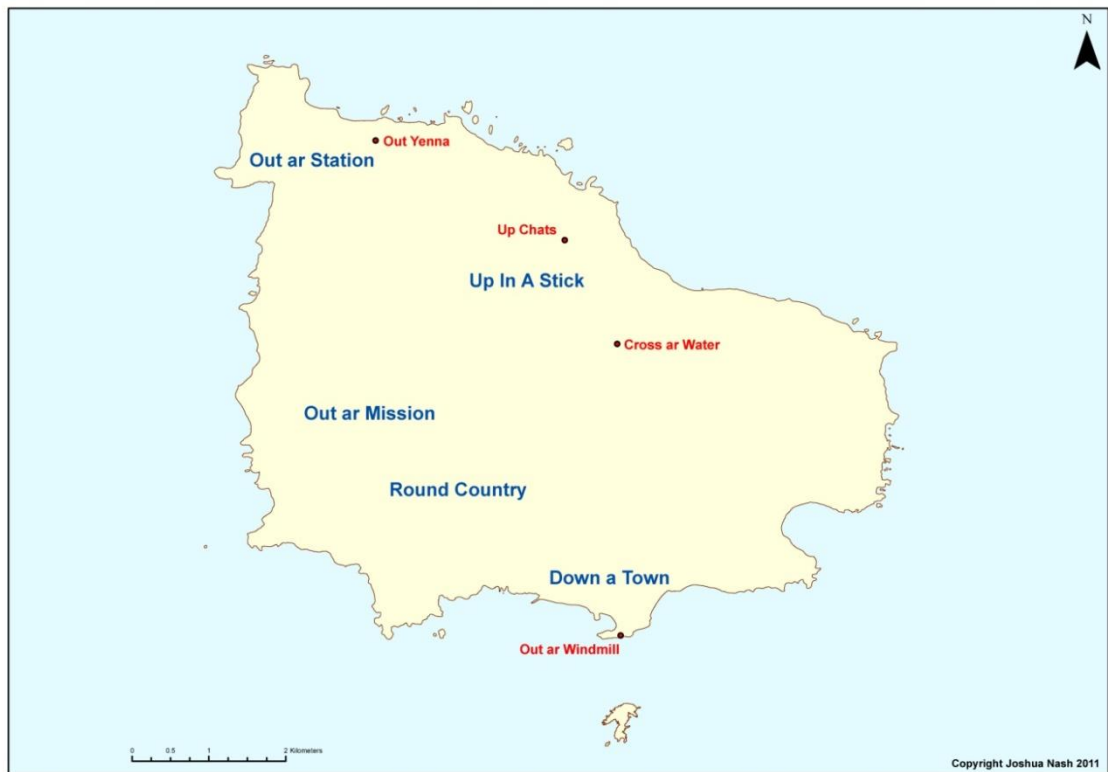 N
Out Yenna
Out ar Station
Up Chats
Up In A Stick
Cross ar Water
Out ar Mission
Round Country
Down a Town
Out ar Windmill
0 0.5 1 2 Kilometers
Copyright Joshua Nash 2011